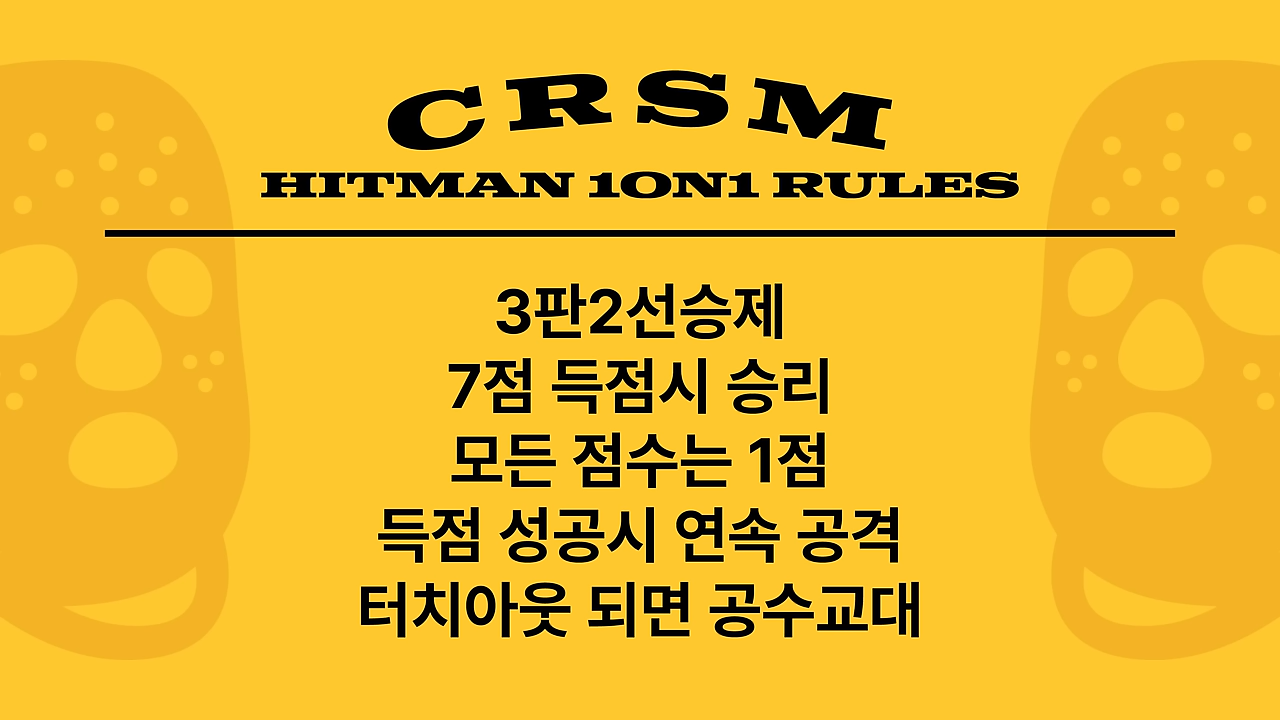 CRSM
HITMAN 1ON1 RULES
3판2선승제
7점 득점시 승리
모든 점수는 1점
득점 성공시 연속 공격
터치아웃 되면 공수교대